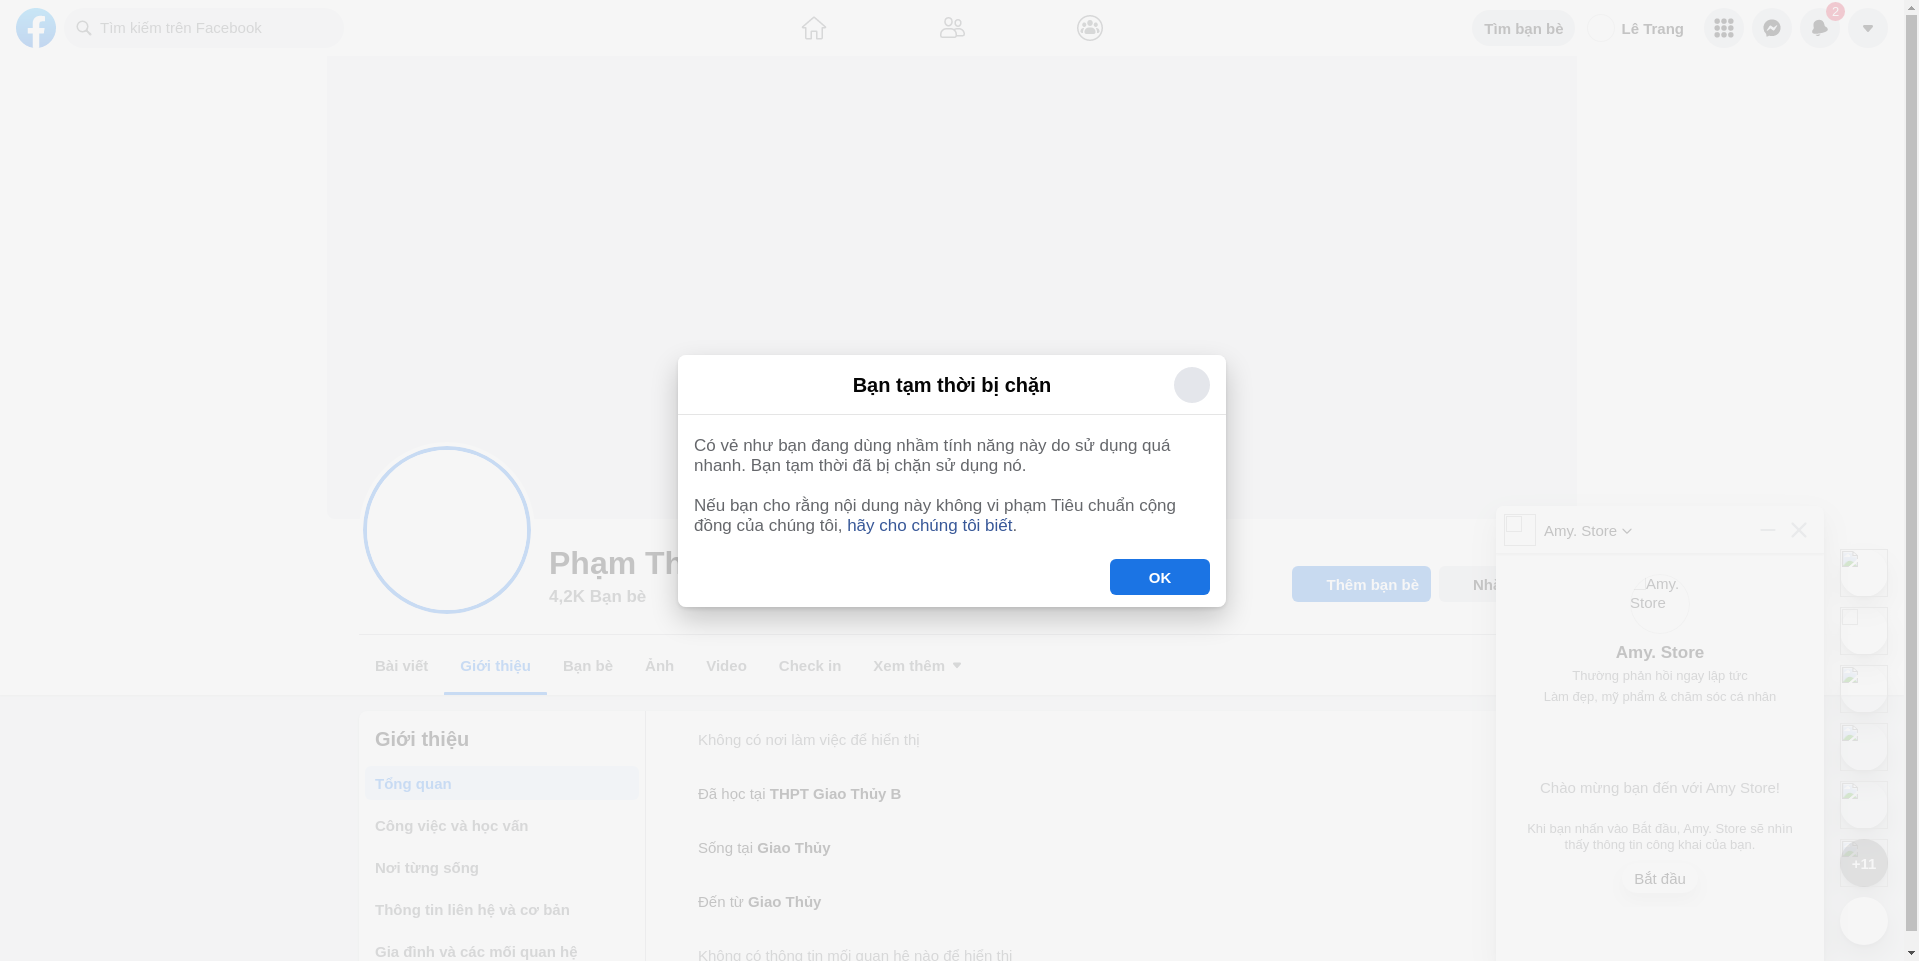 Tìm kiếm trên Facebook
Tìm bạn bè
Lê Trang
2
Bạn tạm thời bị chặn
Có vẻ như bạn đang dùng nhầm tính năng này do sử dụng quá
nhanh. Bạn tạm thời đã bị chặn sử dụng nó.
Nếu bạn cho rằng nội dung này không vi phạm Tiêu chuẩn cộng
đồng của chúng tôi, hãy cho chúng tôi biết.
OK
Phạm
4,2K Bạn bè
Thêm bạn bè
Bài viết
Giới thiệu
Bạn bè
Ảnh
Video
Check in
Xem thêm
Giới thiệu
Tổng quan
Công việc và học vấn
Nơi từng sống
Thông tin liên hệ và cơ bản
Gia đình và các mối quan hệ
Không có nơi làm việc để hiển thị
Đã học tại THPT Giao Thủy B
Sống tại Giao Thủy
Đến từ Giao Thủy
Không có thông tin mối quan hệ nào để hiển thị
Amy. Store
Amy.
Store
Amy. Store
Thường phản hồi ngay lập tức
Làm đẹp, mỹ phẩm & chăm sóc cá nhân
Chào mừng bạn đến với Amy Store!
Khi bạn nhấn vào Bắt đầu, Amy. Store sẽ nhìn
thấy thông tin công khai của bạn.
Bắt đầu
+11